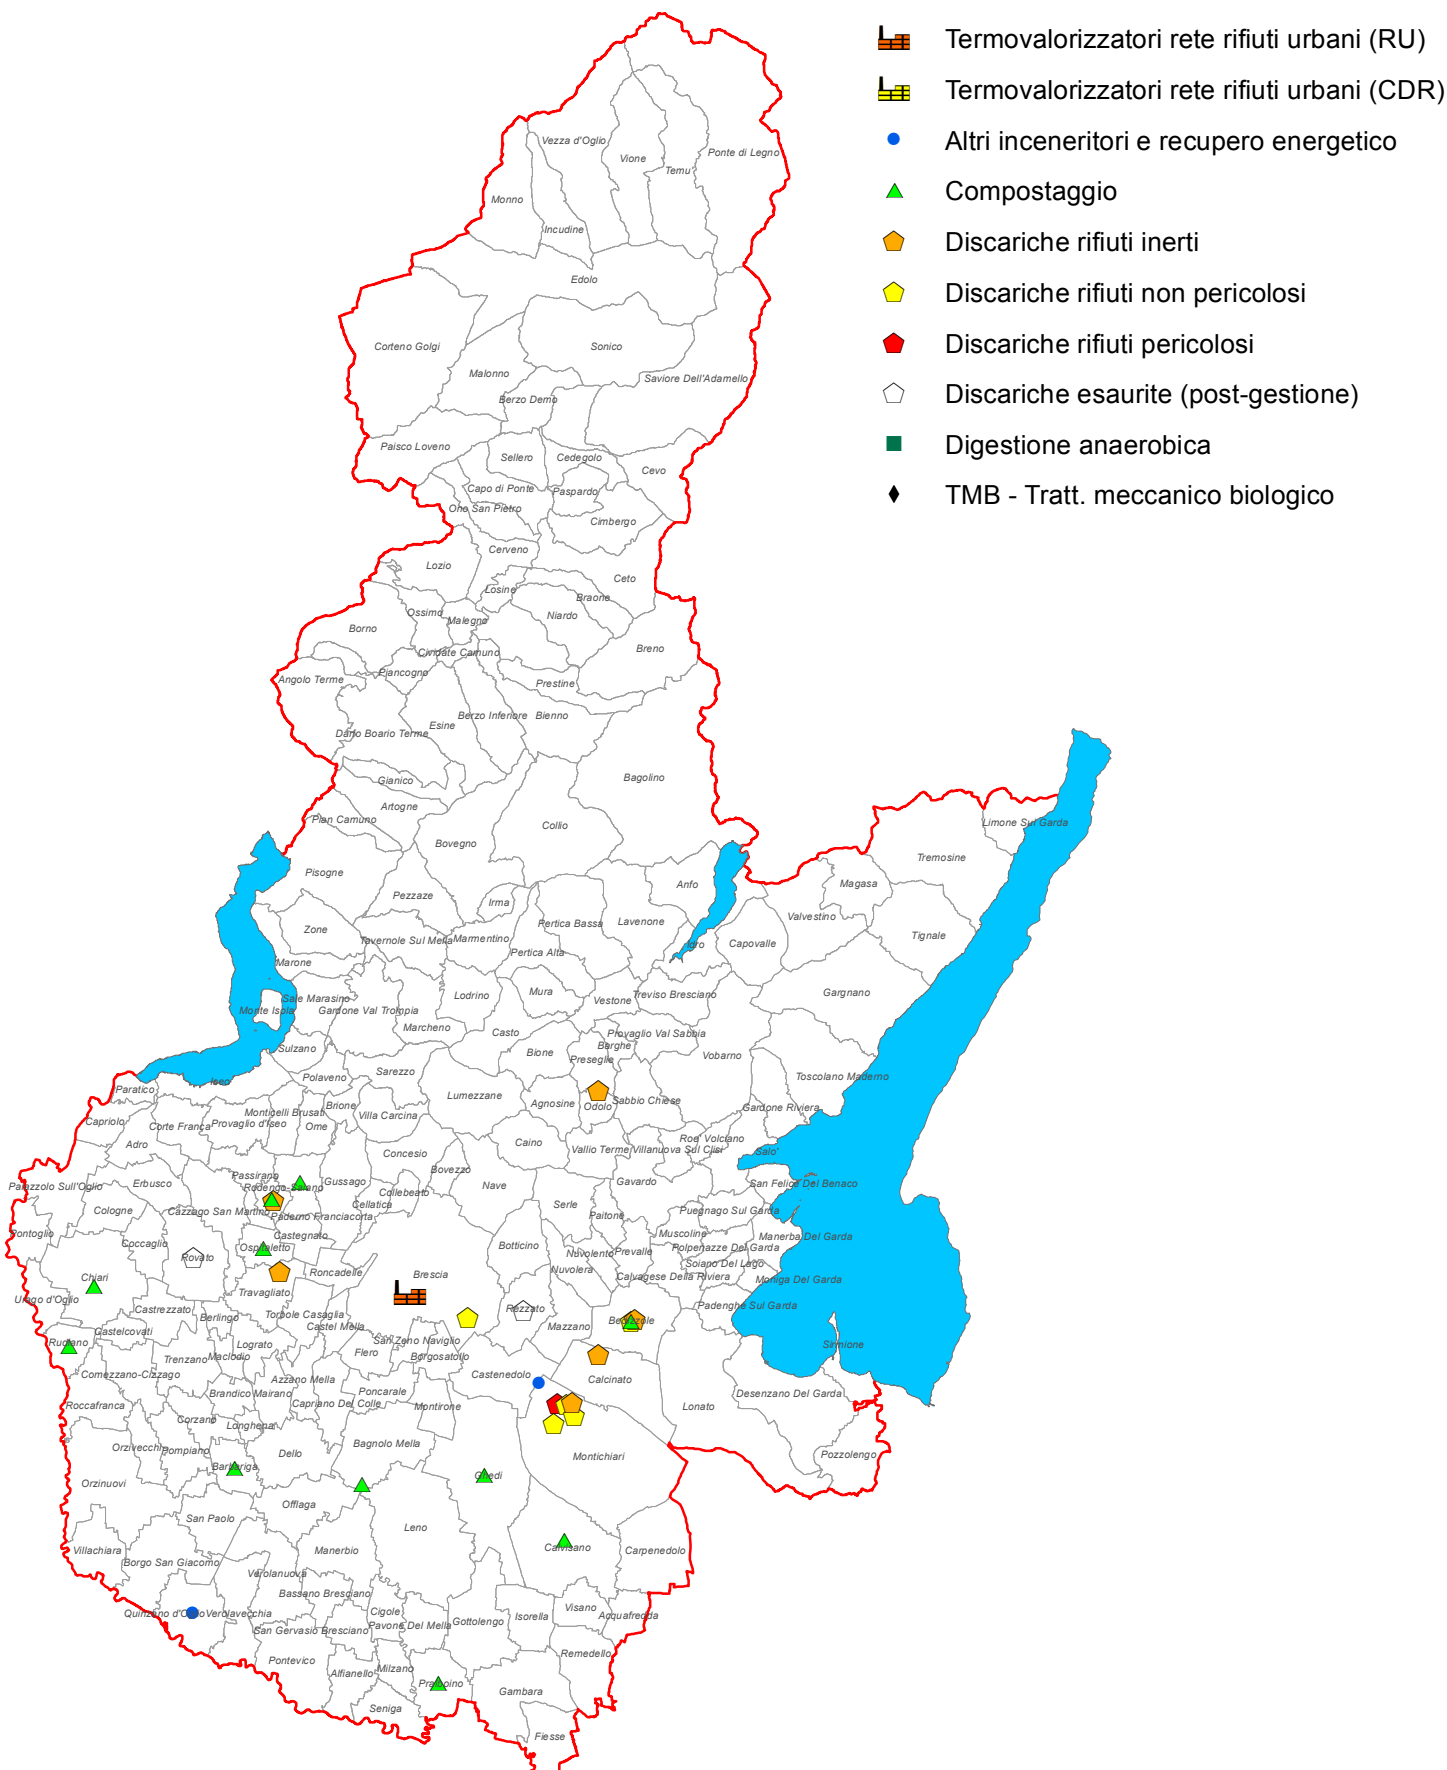 Termovalorizzatori rete rifiuti urbani (RU)
Termovalorizzatori rete rifiuti urbani (CDR)
Altri inceneritori e recupero energetico
Compostaggio
Discariche rifiuti inerti
Discariche rifiuti non pericolosi
Discariche rifiuti pericolosi
Discariche esaurite (post-gestione)
Digestione anaerobica
TMB - Tratt. meccanico biologico
Vezza d'Oglio
Vione
Ponte di Legno
Temu'
Monno
Incudine
Edolo
Corteno Golgi
Sonico
Malonno
Saviore Dell'Adamello
Berzo Demo
Paisco Loveno
Sellero
Cedegolo
Cevo
Capo di Ponte
Paspardo
Ono San Pietro
Cimbergo
Cerveno
Lozio
Ceto
Losine
Braone
Ossimo
Niardo
Malegno
Borno
Breno
Cividate Camuno
Piancogno
Angolo Terme
Prestine
Berzo Inferiore
Bienno
Esine
Darfo Boario Terme
Bagolino
Gianico
Artogne
Pian Camuno
Limone Sul Garda
Collio
Bovegno
Tremosine
Pisogne
Anfo
Magasa
Pezzaze
Irma
Valvestino
Lavenone
Pertica Bassa
Zone
Tignale
Tavernole Sul Mella
Marmentino
Idro
Capovalle
Pertica Alta
Marone
Mura
Gargnano
Lodrino
Treviso Bresciano
Sale Marasino
Vestone
Monte Isola
Gardone Val Trompia
Marcheno
Casto
Provaglio Val Sabbia
Barghe
Sulzano
Bione
Vobarno
Preseglie
Sarezzo
Polaveno
Toscolano Maderno
Iseo
Paratico
Lumezzane
Agnosine
Odolo
Sabbio Chiese
Brione
Gardone Riviera
Monticelli Brusati
Villa Carcina
Capriolo
Provaglio d'Iseo
Corte Franca
Ome
Roe' Volciano
Adro
Caino
Vallio Terme
Villanuova Sul Clisi
Salo'
Concesio
Bovezzo
Passirano
Gussago
Gavardo
Erbusco
Nave
San Felice Del Benaco
Palazzolo Sull'Oglio
Rodengo-Saiano
Collebeato
Cellatica
Serle
Cologne
Cazzago San Martino
Puegnago Sul Garda
Paderno Franciacorta
Paitone
Pontoglio
Castegnato
Muscoline
Manerba Del Garda
Coccaglio
Ospitaletto
Botticino
Polpenazze Del Garda
Rovato
Nuvolento
Prevalle
Soiano Del Lago
Nuvolera
Roncadelle
Brescia
Chiari
Calvagese Della Riviera
Moniga Del Garda
Travagliato
Urago d'Oglio
Padenghe Sul Garda
Castrezzato
Rezzato
Berlingo
Torbole Casaglia
Bedizzole
Castel Mella
Mazzano
Castelcovati
San Zeno Naviglio
Rudiano
Lograto
Sirmione
Flero
Borgosatollo
Trenzano
Maclodio
Comezzano-Cizzago
Castenedolo
Azzano Mella
Calcinato
Poncarale
Brandico
Mairano
Desenzano Del Garda
Capriano Del Colle
Roccafranca
Montirone
Lonato
Corzano
Longhena
Bagnolo Mella
Orzivecchi
Pompiano
Dello
Pozzolengo
Montichiari
Barbariga
Ghedi
Orzinuovi
Offlaga
San Paolo
Leno
Villachiara
Manerbio
Calvisano
Carpenedolo
Borgo San Giacomo
Verolanuova
Bassano Bresciano
Visano
Quinzano d'Oglio
Verolavecchia
Cigole
Isorella
Acquafredda
Gottolengo
Pavone Del Mella
San Gervasio Bresciano
Remedello
Pontevico
Milzano
Alfianello
Pralboino
Gambara
Seniga
Fiesse